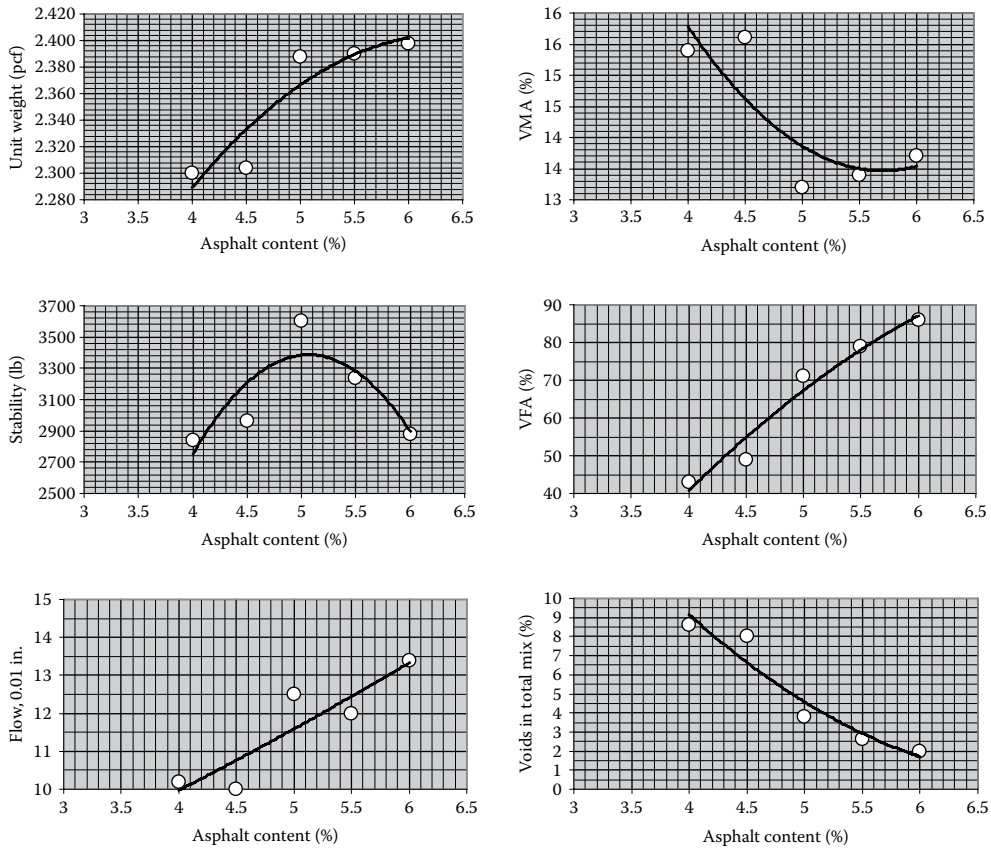 Unit weight (pcf)
2.420
2.400
2.380
2.360
2.340
2.320
2.300
2.280
3 3.5 4 4.5 5 5.5 6 6.5
Asphalt content (%)
VMA (%)
16
16
15
15
14
14
13
3 3.5 4 4.5 5 5.5 6 6.5
Asphalt content (%)
Stability (lb)
3700
3500
3300
3100
2900
2700
2500
3 3.5 4 4.5 5 5.5 6 6.5
Asphalt content (%)
VFA (%)
90
80
70
60
50
40
3 3.5 4 4.5 5 5.5 6 6.5
Asphalt content (%)
Flow, 0.01 in.
15
14
13
12
11
10
3 3.5 4 4.5 5 5.5 6 6.5
Asphalt content (%)
Voids in total mix (%)
10
9
8
7
6
5
4
3
2
1
0
3 3.5 4 4.5 5 5.5 6 6.5
Asphalt content (%)